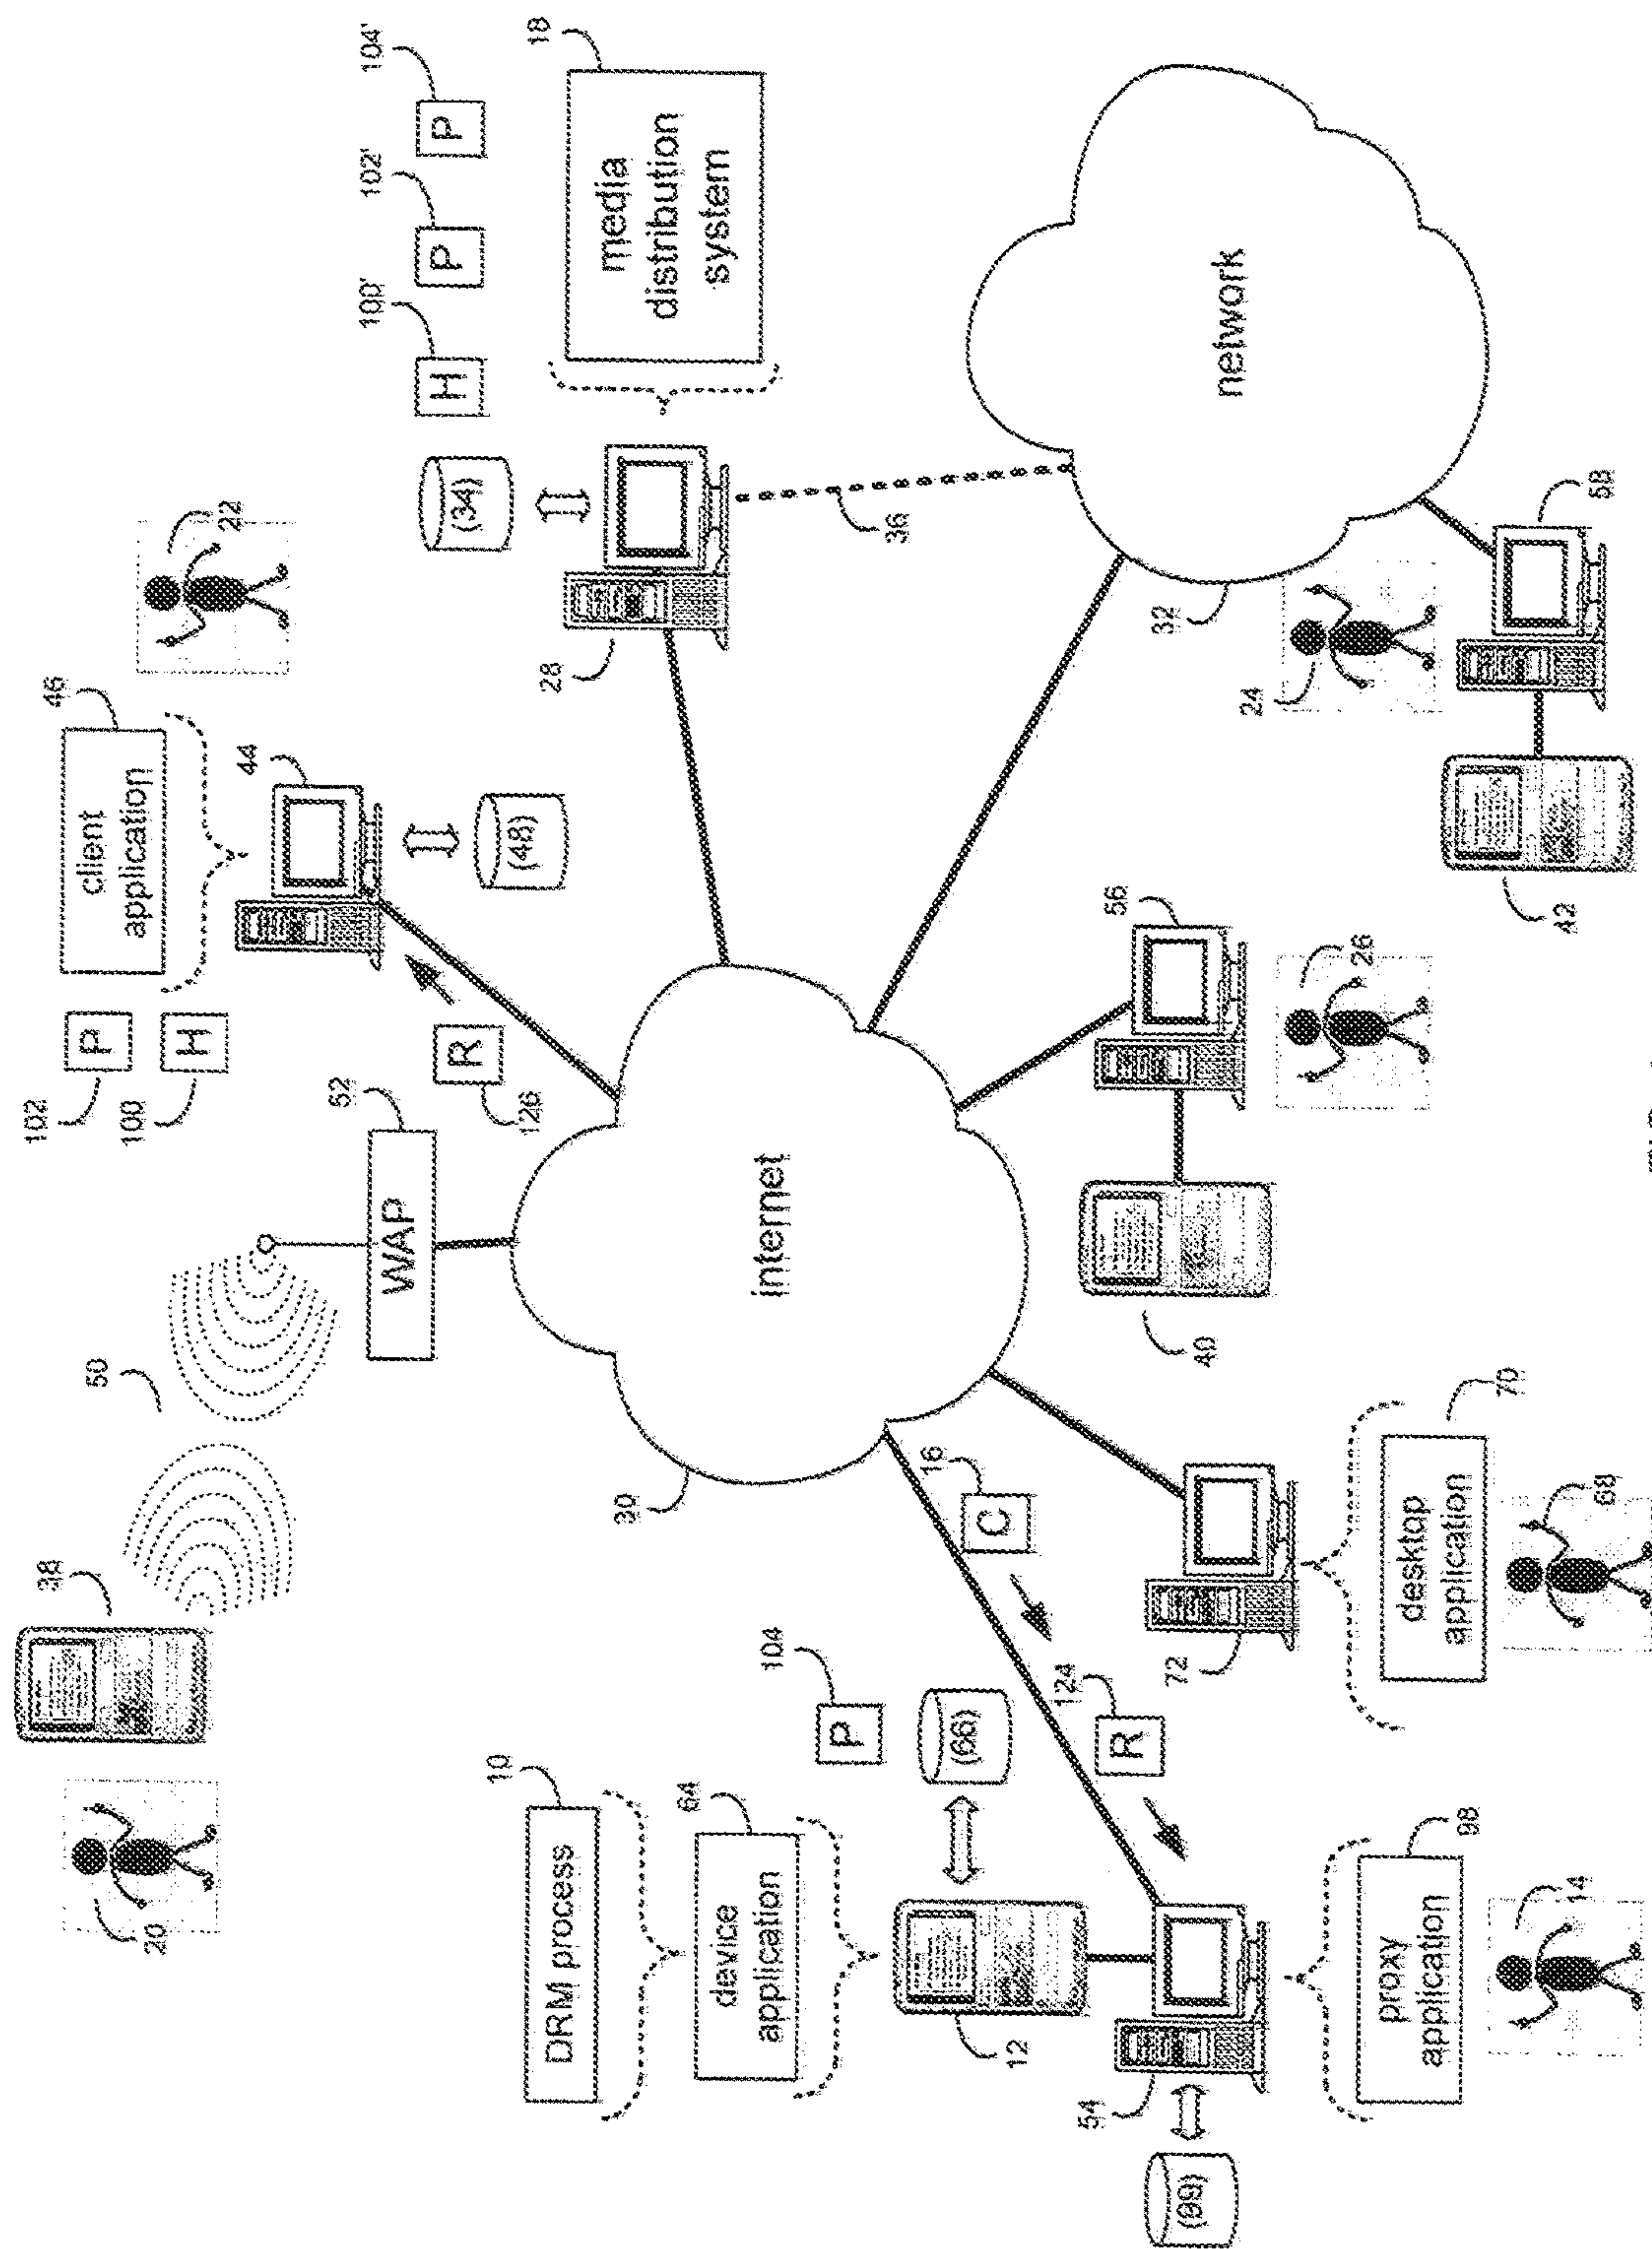 20
38
50
102
P
100
H
client
application
46
22
44
52
WAP
R
126
(48)
100'
102'
104'
H
P
P
(34)
18
media
distribution
system
28
10
DRM process
64
device
application
30
internet
104
P
(66)
16
C
36
12
124
R
54
(99)
72
56
32
network
24
40
26
proxy
application
98
desktop
application
70
42
58
14
68